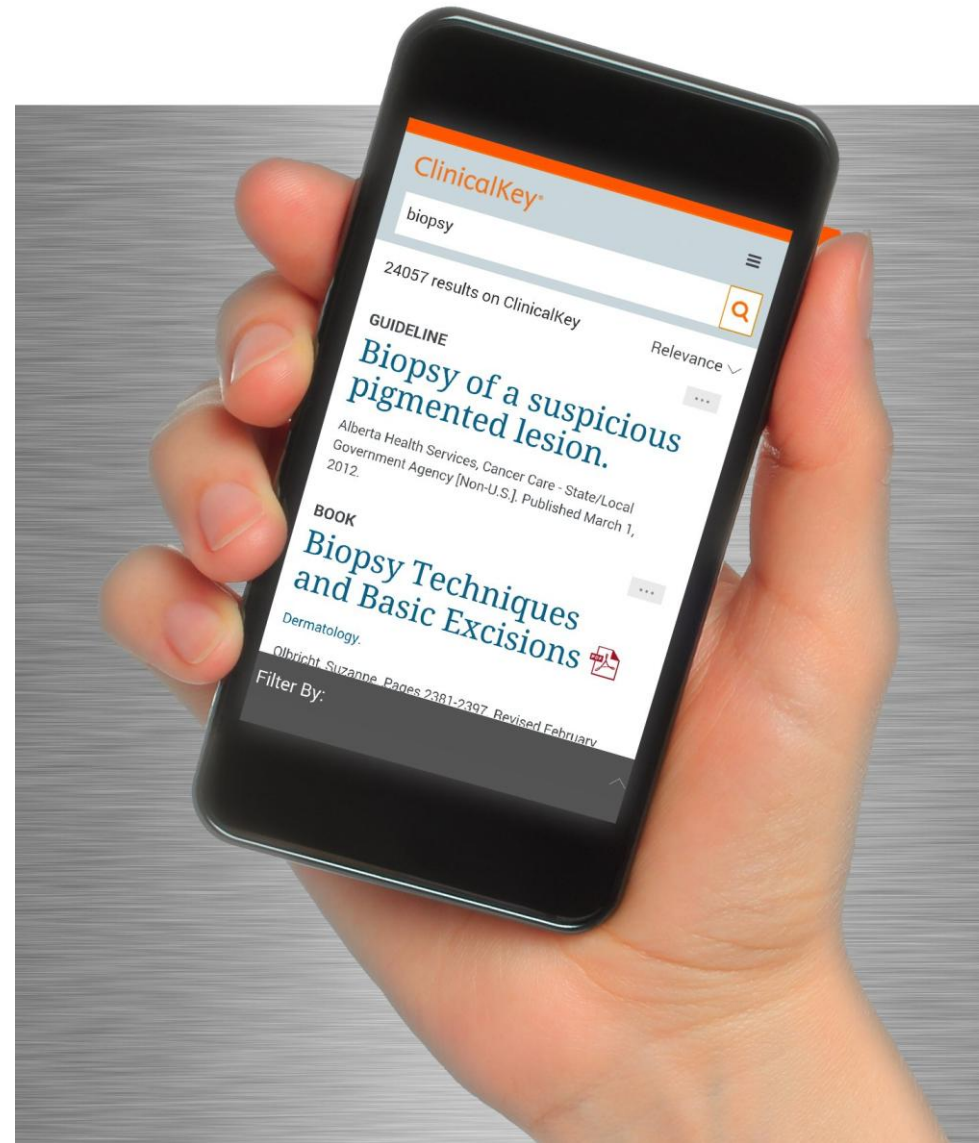 ClinicalKey®
biopsy
24057 results on ClinicalKey
Relevance
GUIDELINE
Biopsy of a suspicious
pigmented lesion.
Alberta Health Services, Cancer Care - State/Local
Government Agency [Non-U.S.]. Published March 1,
2012.
BOOK
Biopsy Techniques
and Basic Excisions
Dermatology.
Olbricht, Suzanne. Pages 2381-2397. Revised February
Filter By: